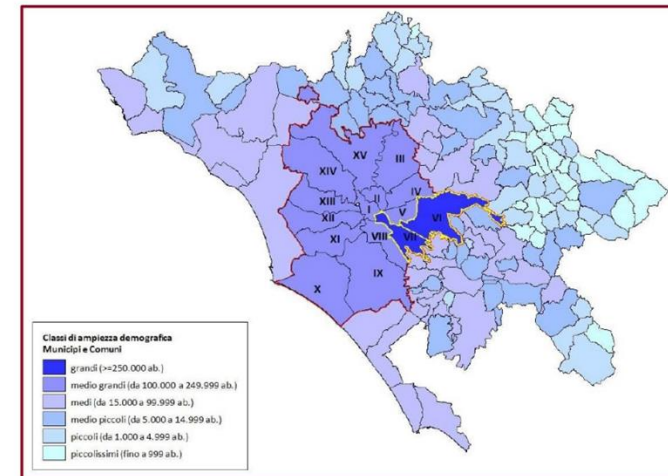 XV
III
XIV
IV
II
XIII
I
V
VI
XII
VIII
VII
XI
IX
X
Classi di ampiezza demografica
Municipi e Comuni
grandi (>=250.000 ab.)
medio grandi (da 100.000 a 249.999 ab.)
medi (da 15.000 a 99.999 ab.)
medio piccoli (da 5.000 a 14.999 ab.)
piccoli (da 1.000 a 4.999 ab.)
piccolissimi (fino a 999 ab.)